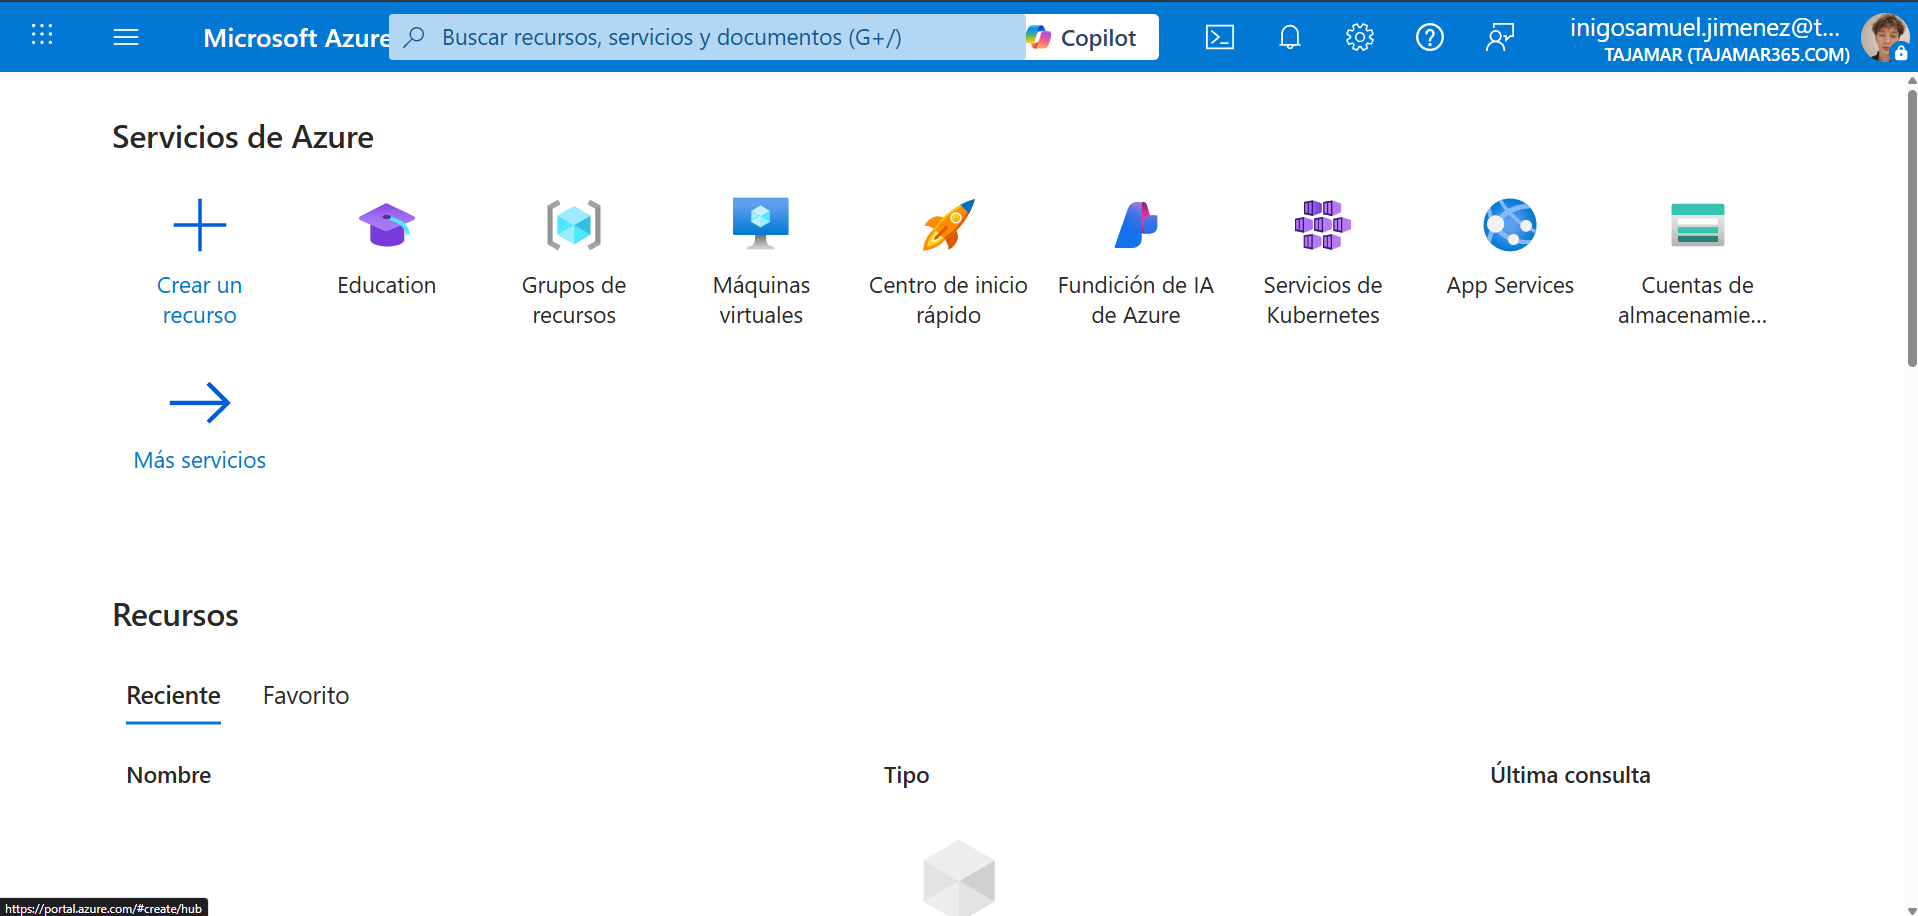 Microsoft Azure
Buscar recursos, servicios y documentos (G+/)
Copilot
inigosamuel.jimenez@t...
TAJAMAR (TAJAMAR365.COM)
Servicios de Azure
Crear un
recurso
Education
Grupos de
recursos
Máquinas
virtuales
Centro de inicio
rápido
Fundición de IA
de Azure
Servicios de
Kubernetes
App Services
Cuentas de
almacenamie...
Más servicios
Recursos
Reciente
Favorito
Nombre
Tipo
Última consulta
https://portal.azure.com/#create/hub